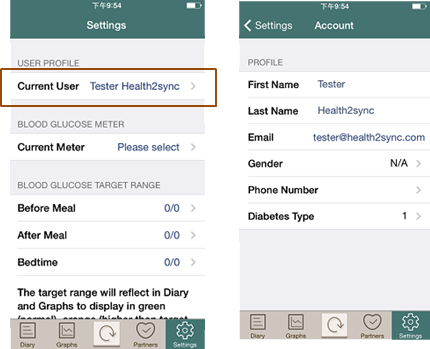 下午9:54
Settings
USER PROFILE
Current User Tester Health2sync
BLOOD GLUCOSE METER
Current Meter Please select
BLOOD GLUCOSE TARGET RANGE
Before Meal 0/0
After Meal 0/0
Bedtime 0/0
The target range will reflect in Diary
and Graphs to display in green
(normal), orange (higher than target
Diary Graphs Partners Settings
下午9:54
Settings Account
PROFILE
First Name Tester
Last Name Health2sync
Email tester@health2sync.com
Gender N/A
Phone Number
Diabetes Type 1
Diary Graphs Partners Settings